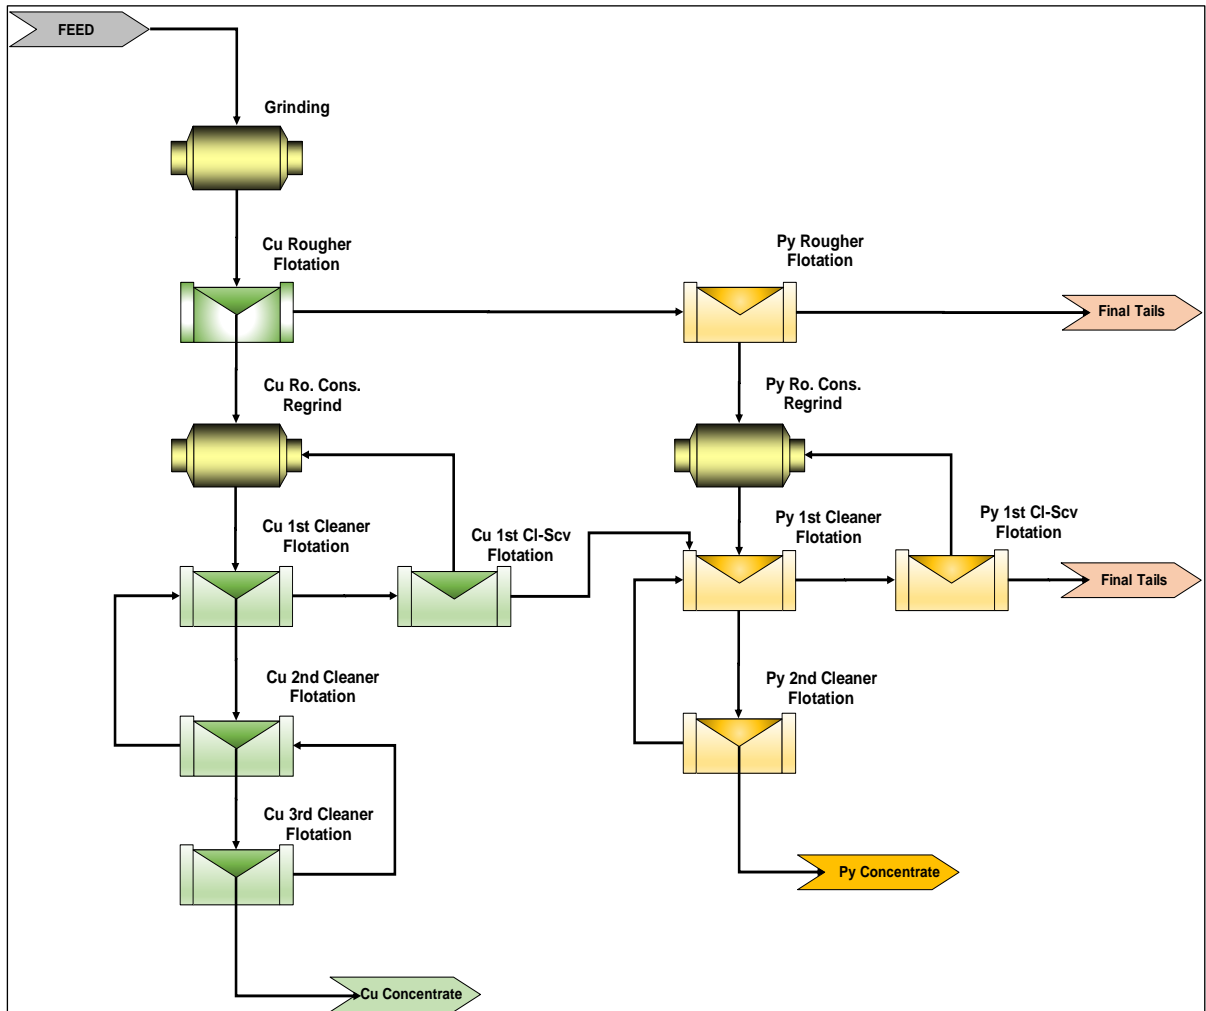 FEED
Grinding
Cu Rougher
Flotation
Py Rougher
Flotation
Final Tails
Cu Ro. Cons.
Regrind
Py Ro. Cons.
Regrind
Cu 1st Cleaner
Flotation
Cu 1st Cl-Scv
Flotation
Py 1st Cleaner
Flotation
Py 1st Cl-Scv
Flotation
Final Tails
Cu 2nd Cleaner
Flotation
Py 2nd Cleaner
Flotation
Cu 3rd Cleaner
Flotation
Py Concentrate
Cu Concentrate